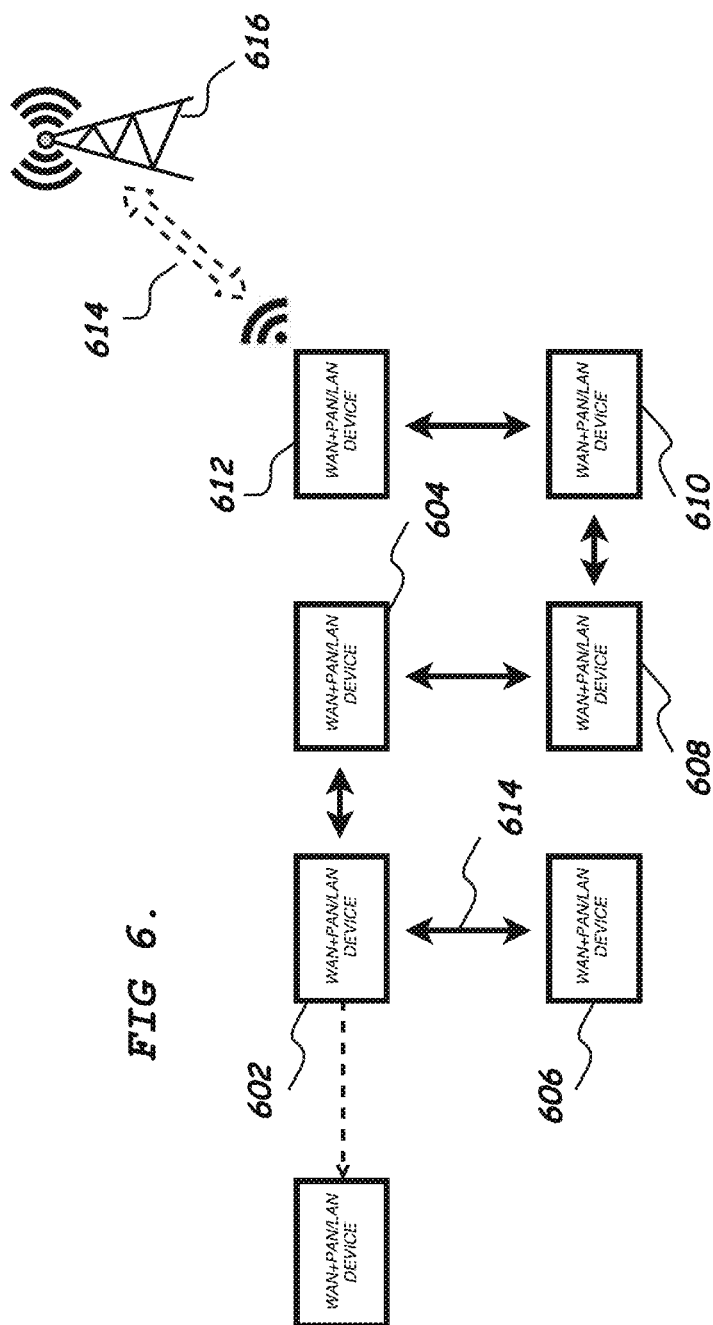 FIG 6.
614
616
602
612
WAN+PAN/LAN
DEVICE
WAN+PAN/LAN
DEVICE
WAN+PAN/LAN
DEVICE
WAN+PAN/LAN
DEVICE
604
614
WAN+PAN/LAN
DEVICE
WAN+PAN/LAN
DEVICE
WAN+PAN/LAN
DEVICE
606
608
610